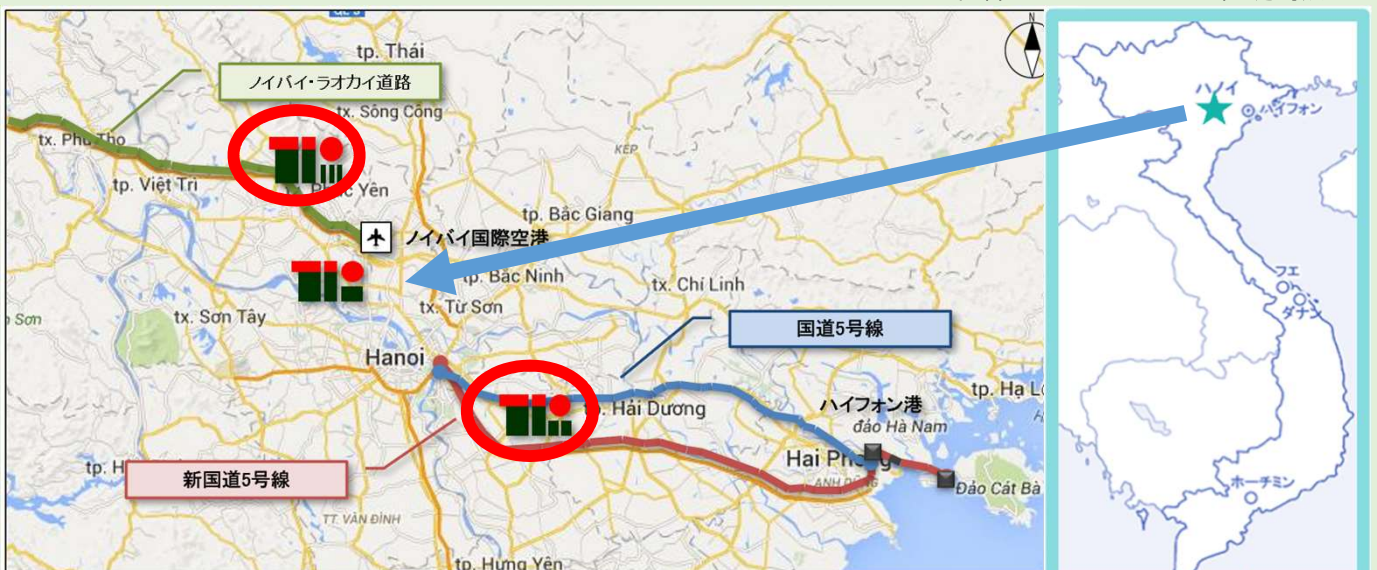 tp. Thái
ノイバイ・ラオカイ道路
tx. Sông Công
tx. Phú Thọ
KEP
tp. Việt Trì
Phúc Yên
tp. Bắc Giang
ノイバイ国際空港
tp. Bắc Ninh
tx. Chí Linh
tx. Từ Sơn
tx. Sơn Tây
n Sơn
国道5号線
Hanoi
tp. Hải Dương
tp. Hạ L
ハイフォン港
đảo Hà Nam
Hai Phong
ANH DŨNG
Đảo Cát Bà
tp. H
新国道5号線
TT. VÂN ĐÌNH
tp. Hưng Yên
N
ハノイ
ハイフォン
フエ
ダナン
ホーチミン